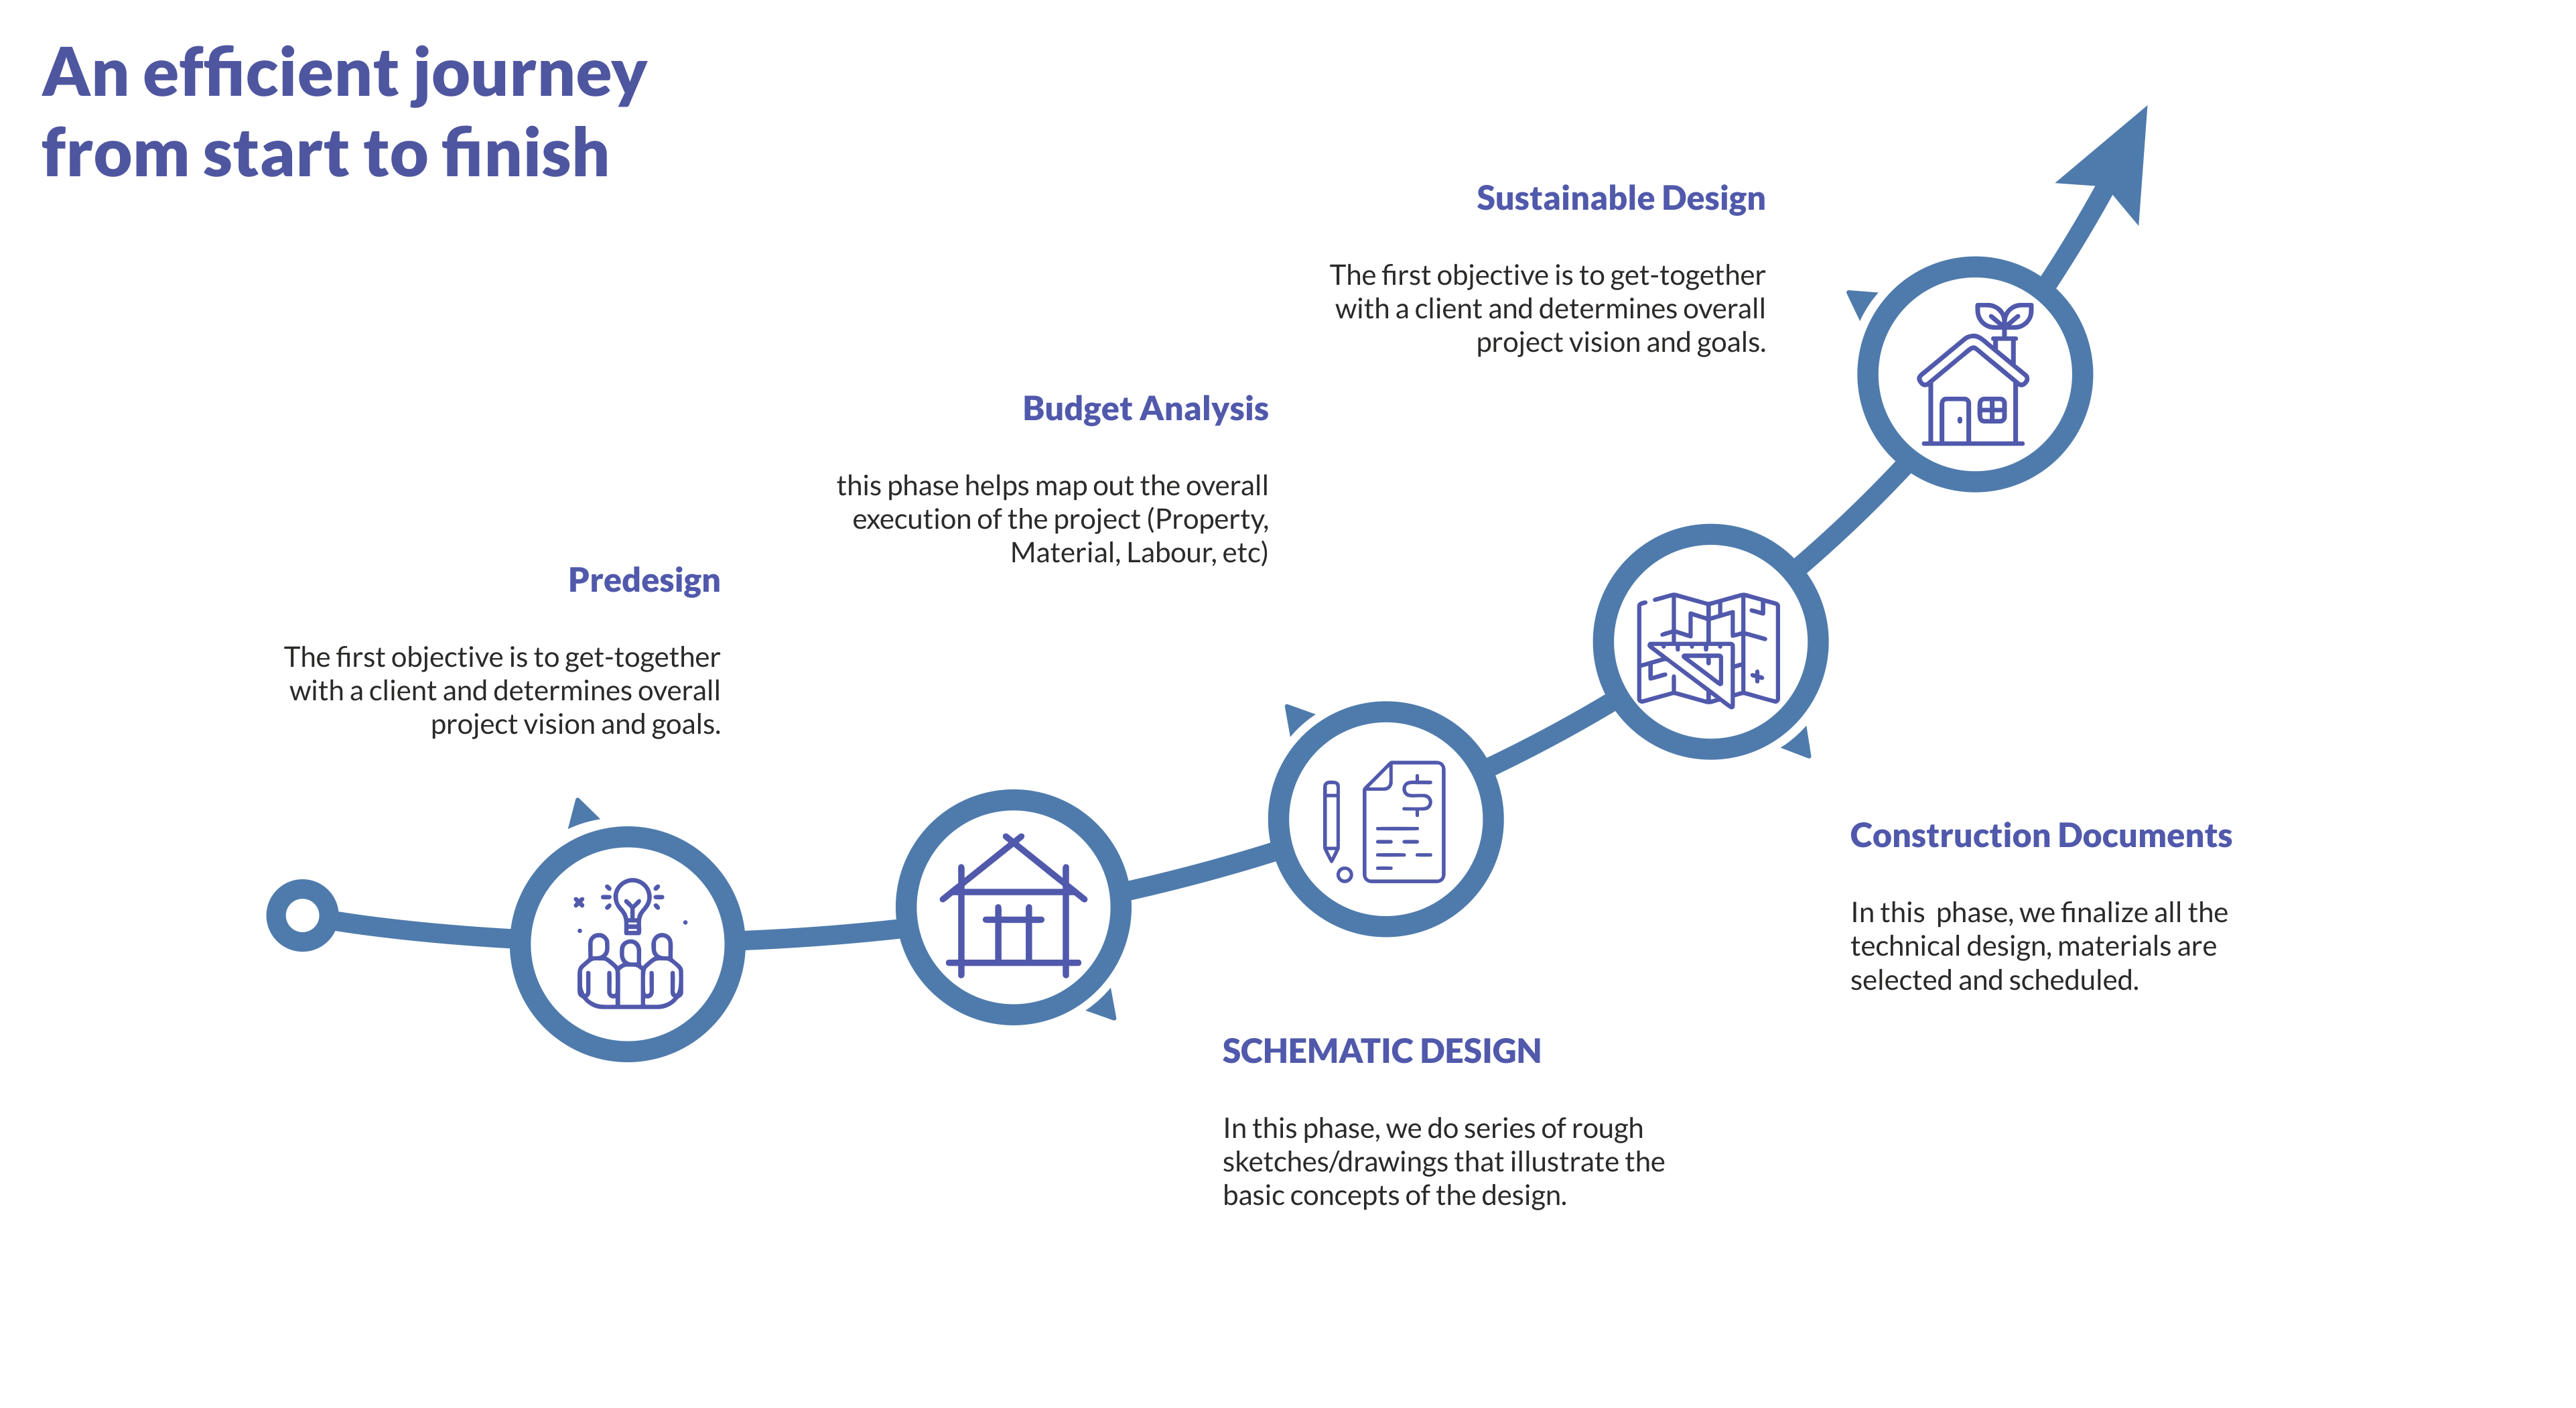 An efficient journey
from start to finish
Predesign
The first objective is to get-together
with a client and determines overall
project vision and goals.
SCHEMATIC DESIGN
In this phase, we do series of rough
sketches/drawings that illustrate the
basic concepts of the design.
Budget Analysis
this phase helps map out the overall
execution of the project (Property,
Material, Labour, etc)
Construction Documents
In this  phase, we finalize all the
technical design, materials are
selected and scheduled.
Sustainable Design
The first objective is to get-together
with a client and determines overall
project vision and goals.